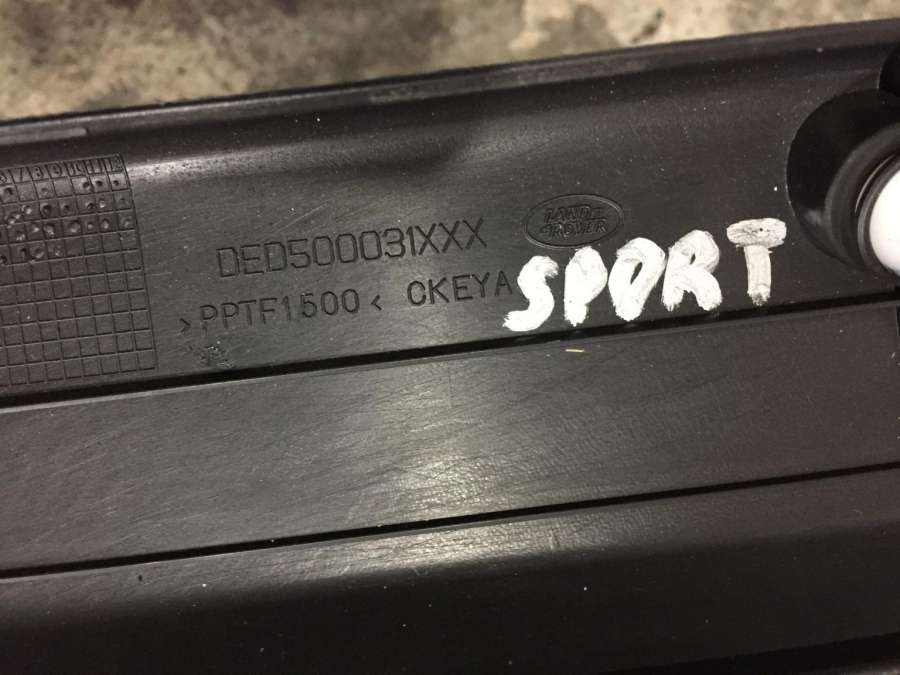 DED500031XXX
LAND ROVER
>PPTF1500< CKEYA
SPORT